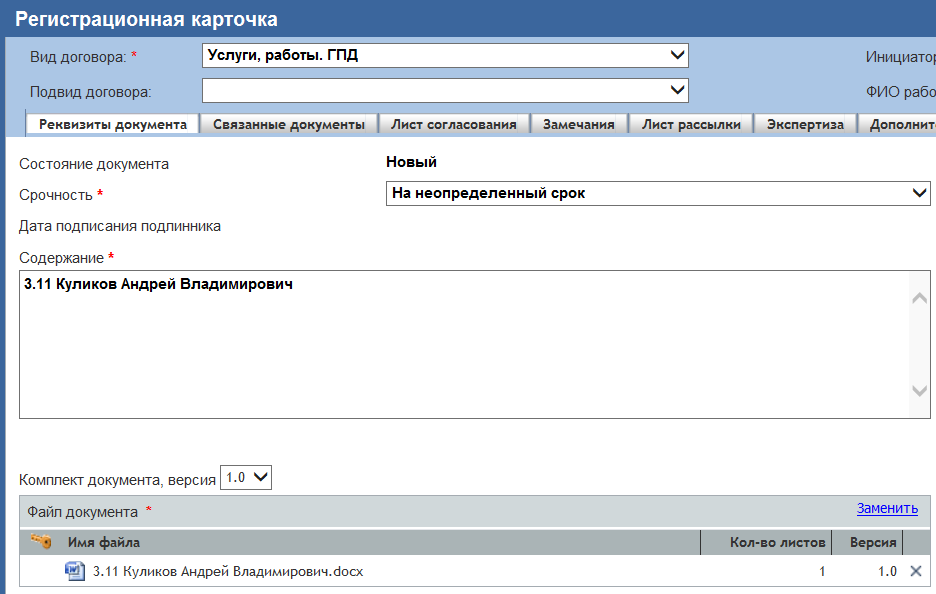 Регистрационная карточка
Вид договора: * Услуги, работы. ГПД Инициатор
Подвид договора: ФИО рабо
Реквизиты документа Связанные документы Лист согласования Замечания Лист рассылки Экспертиза Дополнит
Состояние документа Новый
Срочность * На неопределенный срок
Дата подписания подлинника
Содержание *
3.11 Куликов Андрей Владимирович
Комплект документа, версия 1.0
Файл документа * Заменить
Имя файла Кол-во листов Версия
3.11 Куликов Андрей Владимирович.docx 1 1.0